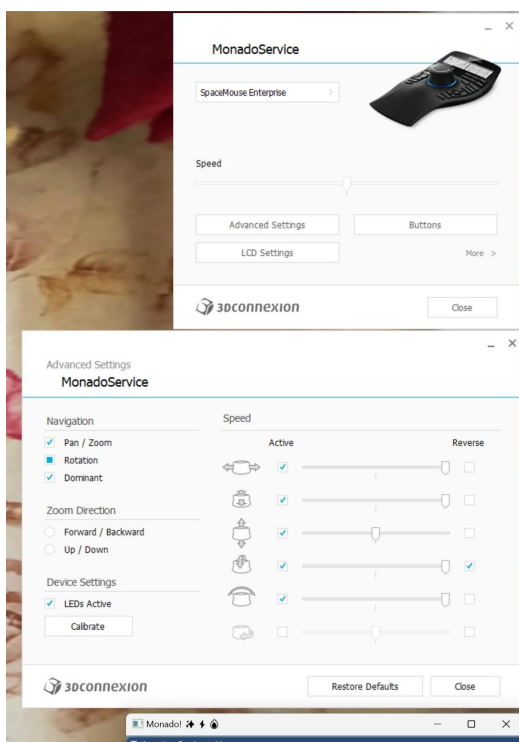 MonadoService
SpaceMouse Enterprise
Speed
Advanced Settings
Buttons
LCD Settings
More >
3Dconnexion
Close
Advanced Settings
MonadoService
Navigation
Speed
Pan / Zoom
Active
Reverse
Rotation
Dominant
Zoom Direction
Forward / Backward
Up / Down
Device Settings
LEDs Active
Calibrate
3Dconnexion
Restore Defaults
Close
Monado!